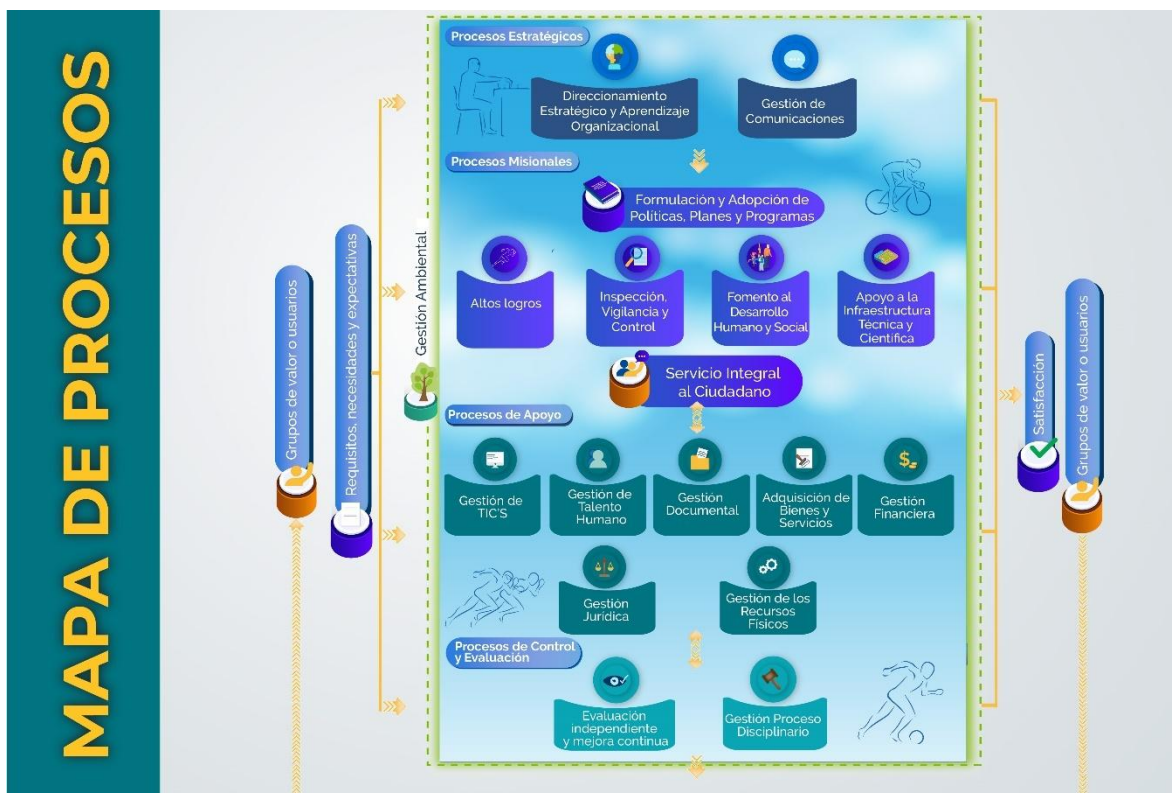 MAPA DE PROCESOS
Grupos de valor o usuarios
Requisitos, necesidades y expectativas
Gestión Ambiental
Procesos Estratégicos
Direccionamiento
Estratégico y Aprendizaje
Organizacional
Gestión de
Comunicaciones
Procesos Misionales
Formulación y Adopción de
Políticas, Planes y Programas
Altos logros
Inspección,
Vigilancia y
Control
Fomento al
Desarrollo
Humano y Social
Apoyo a la
Infraestructura
Técnica y
Científica
Servicio Integral
al Ciudadano
Procesos de Apoyo
Gestión de
TIC'S
Gestión de
Talento
Humano
Gestión
Documental
Adquisición de
Bienes y
Servicios
Gestión
Financiera
Gestión
Jurídica
Gestión de los
Recursos
Físicos
Procesos de Control
y Evaluación
Evaluación
independiente
y mejora continua
Gestión Proceso
Disciplinario
Satisfacción
Grupos de valor o usuarios